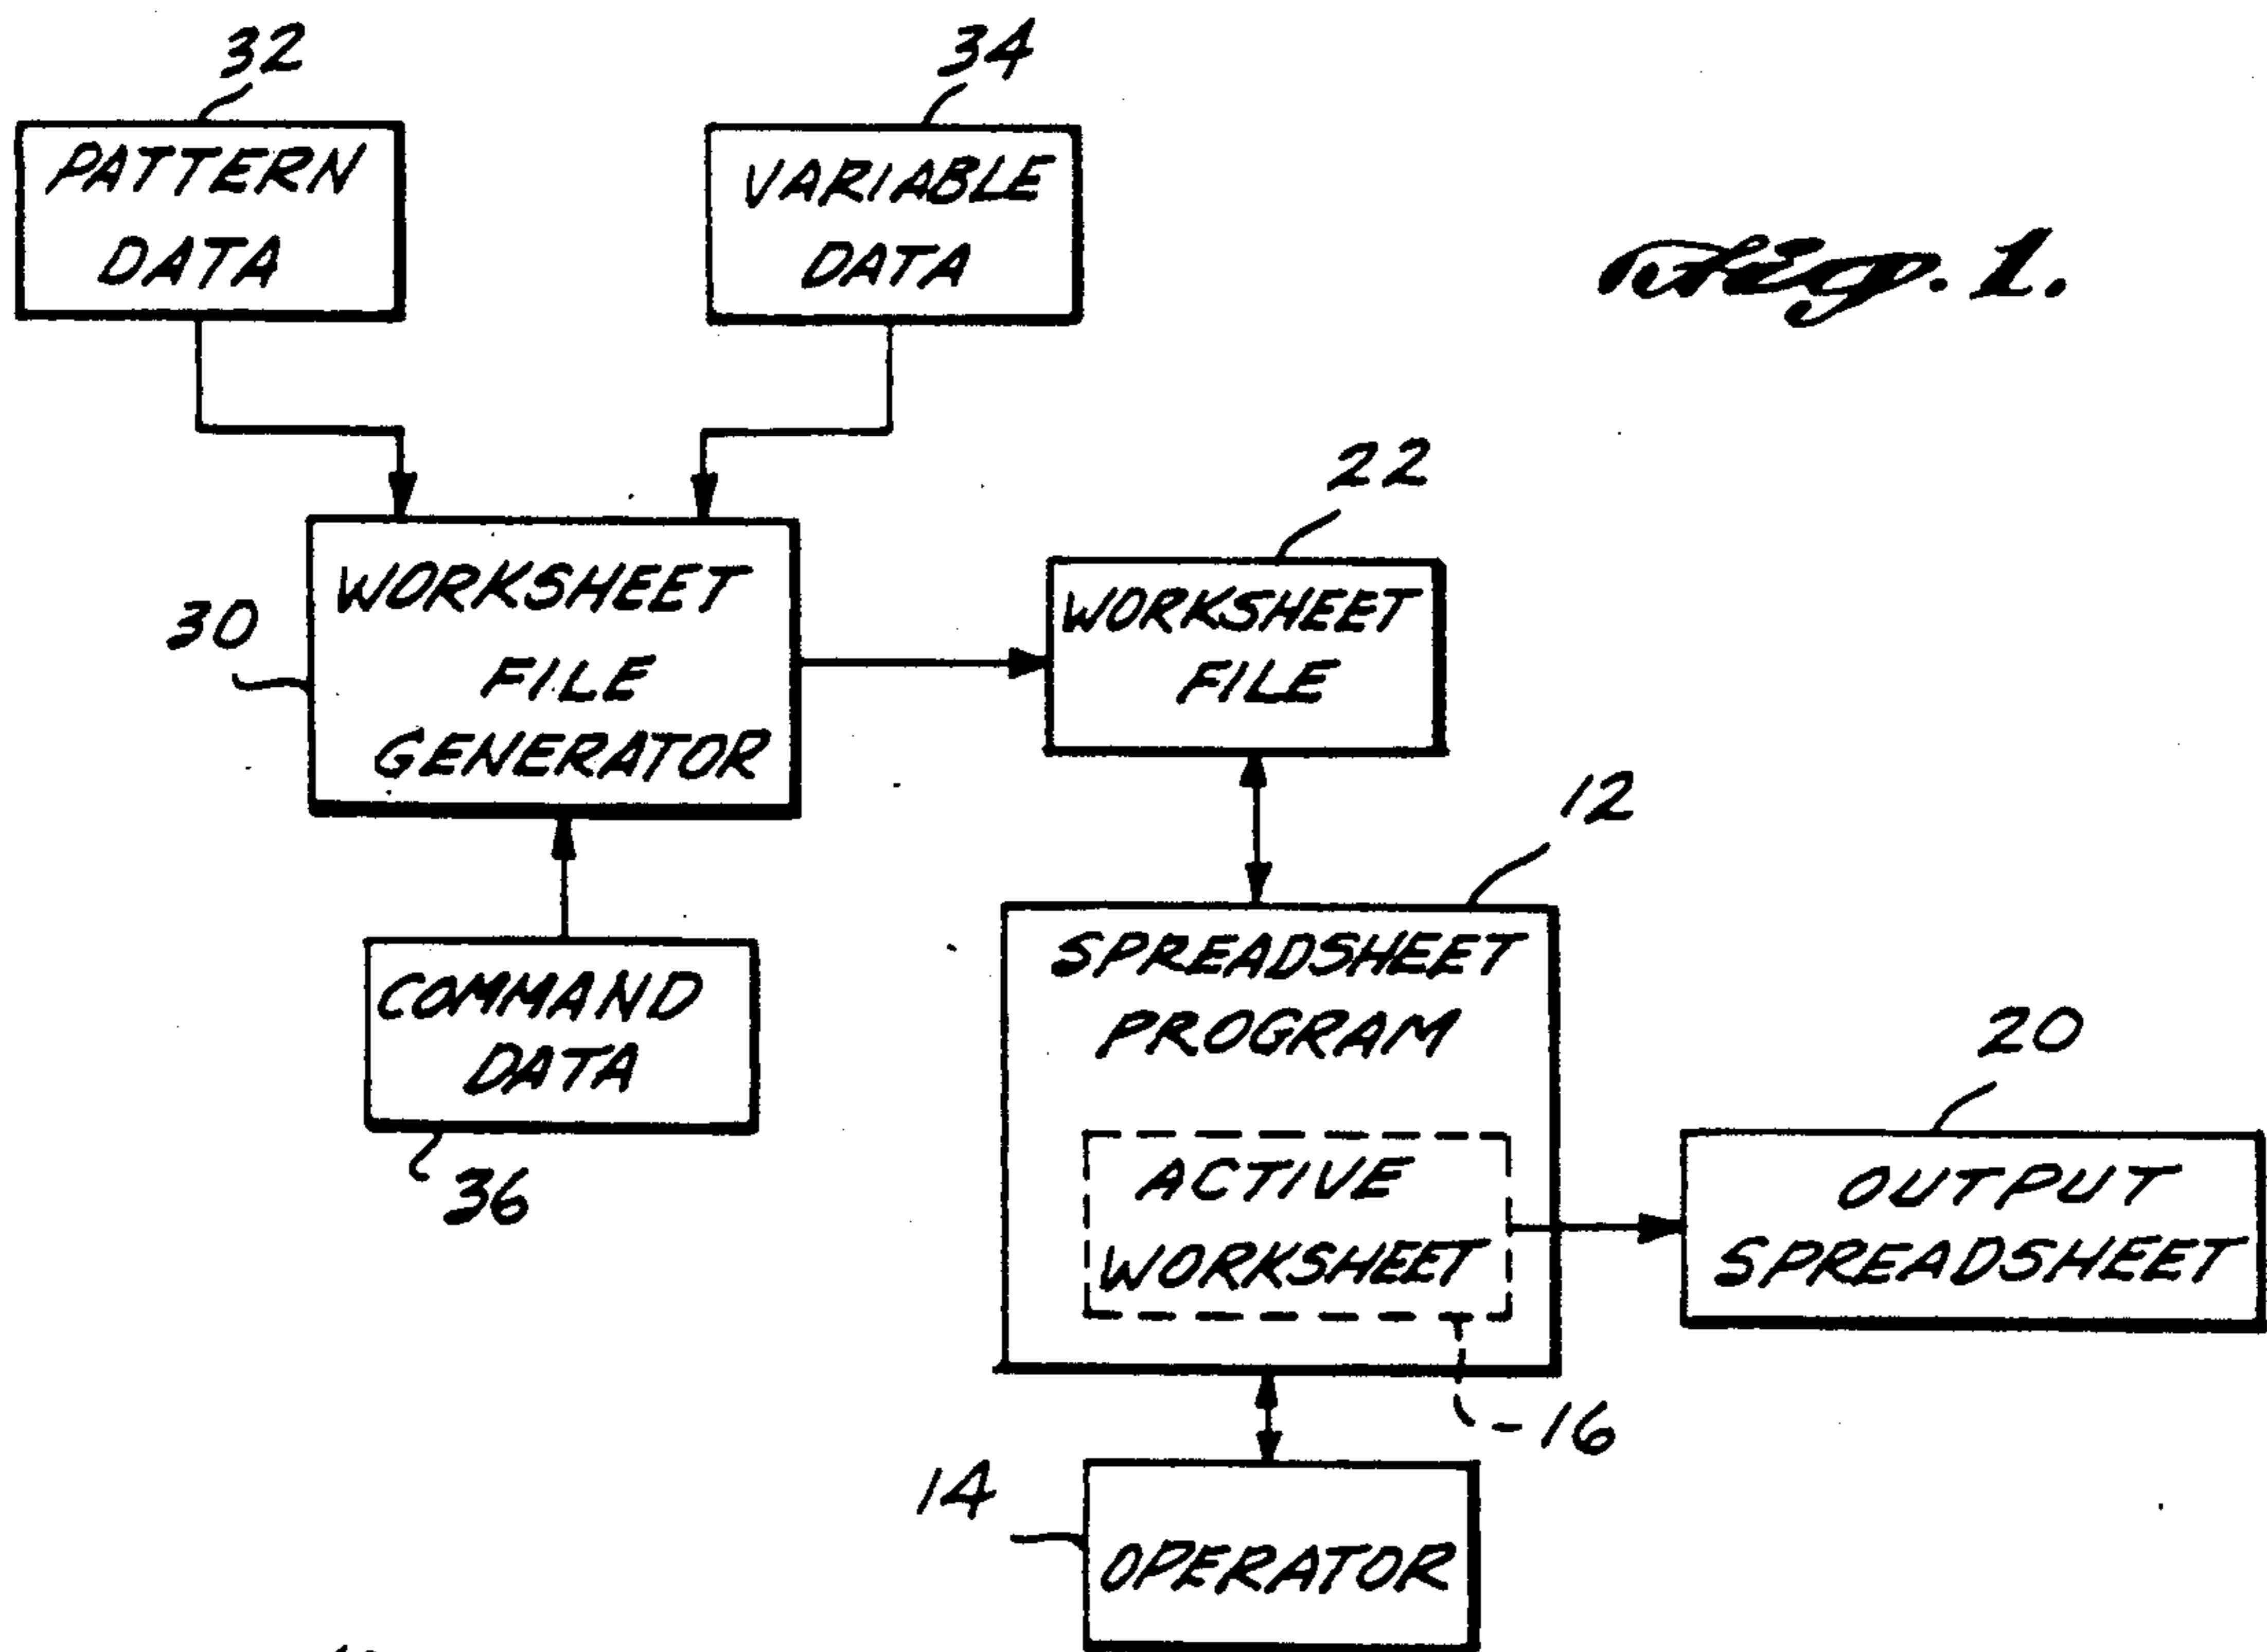 32
34
PATTERN
DATA
VARIABLE
DATA
Fig. 1.
22
30
WORKSHEET
FILE
GENERATOR
WORKSHEET
FILE
12
COMMAND
DATA
36
SPREADSHEET
PROGRAM
20
ACTIVE
WORKSHEET
OUTPUT
SPREADSHEET
16
14
OPERATOR